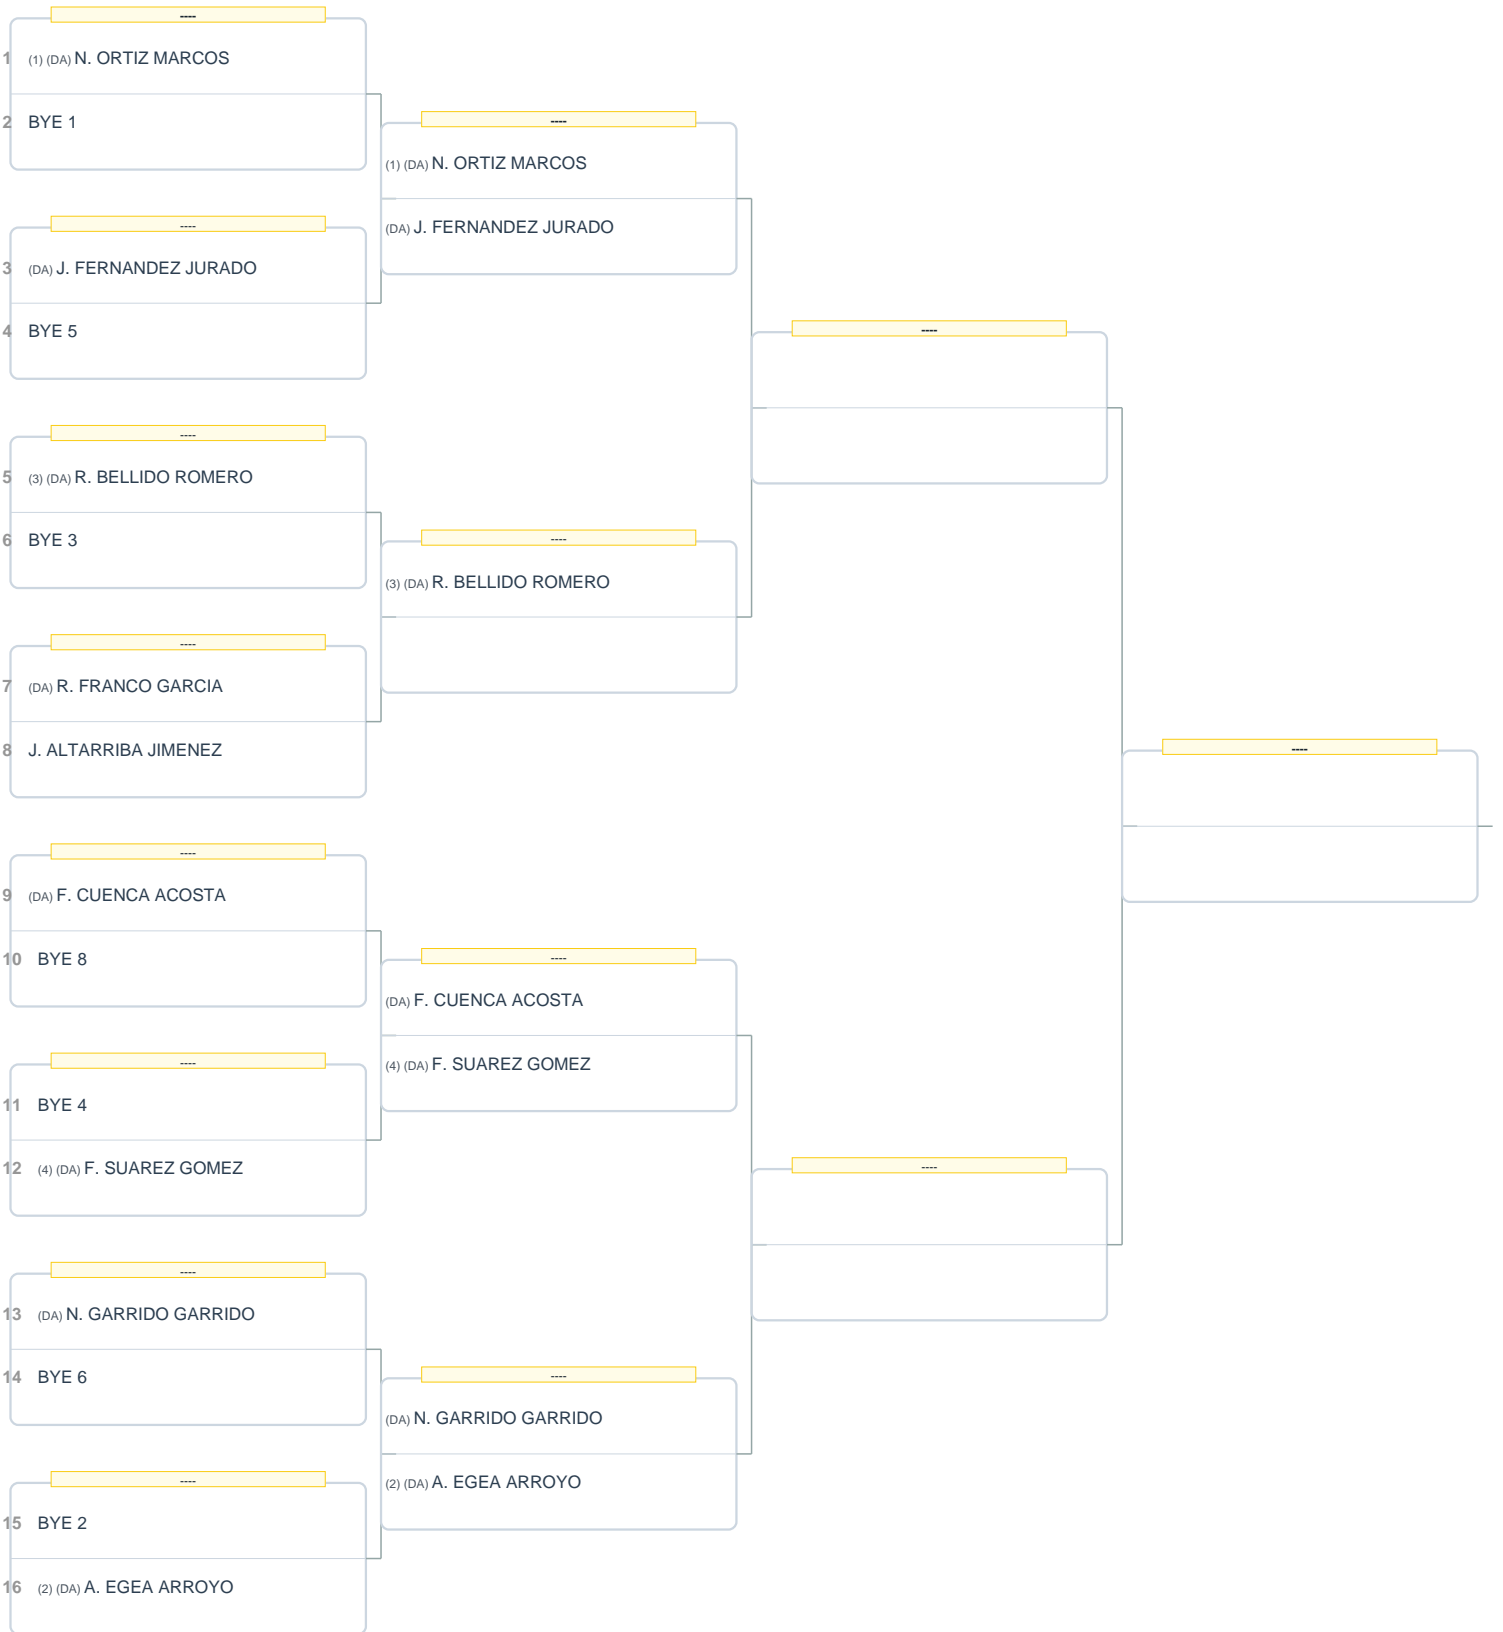 ----
1 (1) (DA) N. ORTIZ MARCOS
2 BYE 1
----
3 (DA) J. FERNANDEZ JURADO
4 BYE 5
----
5 (3) (DA) R. BELLIDO ROMERO
6 BYE 3
----
7 (DA) R. FRANCO GARCIA
8 J. ALTARRIBA JIMENEZ
----
9 (DA) F. CUENCA ACOSTA
10 BYE 8
----
11 BYE 4
12 (4) (DA) F. SUAREZ GOMEZ
----
13 (DA) N. GARRIDO GARRIDO
14 BYE 6
----
15 BYE 2
16 (2) (DA) A. EGEA ARROYO
----
(1) (DA) N. ORTIZ MARCOS
(DA) J. FERNANDEZ JURADO
----
(3) (DA) R. BELLIDO ROMERO
----
(DA) F. CUENCA ACOSTA
(4) (DA) F. SUAREZ GOMEZ
----
(DA) N. GARRIDO GARRIDO
(2) (DA) A. EGEA ARROYO
----
----
----